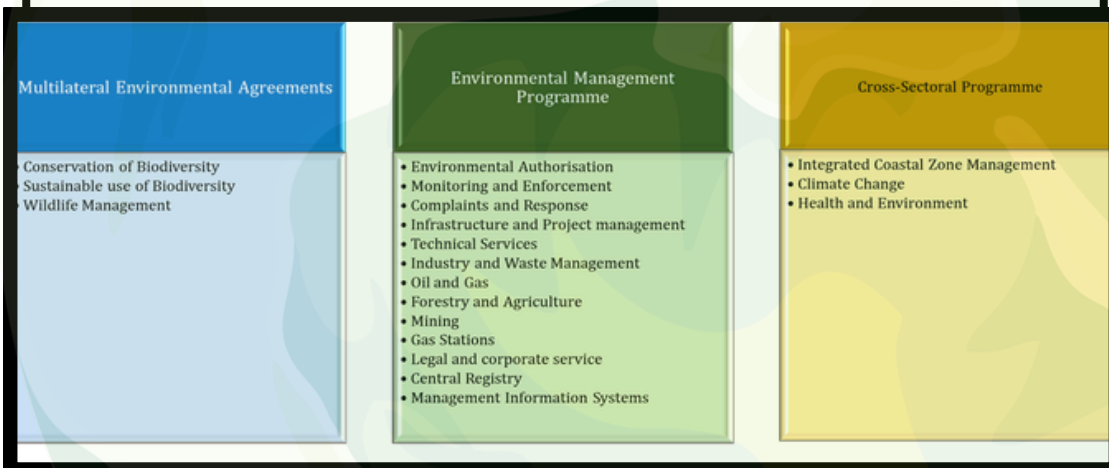 Multilateral Environmental Agreements
• Conservation of Biodiversity
• Sustainable use of Biodiversity
• Wildlife Management
Environmental Management
Programme
• Environmental Authorisation
• Monitoring and Enforcement
• Complaints and Response
• Infrastructure and Project management
• Technical Services
• Industry and Waste Management
• Oil and Gas
• Forestry and Agriculture
• Mining
• Gas Stations
• Legal and corporate service
• Central Registry
• Management Information Systems
Cross-Sectoral Programme
• Integrated Coastal Zone Management
• Climate Change
• Health and Environment